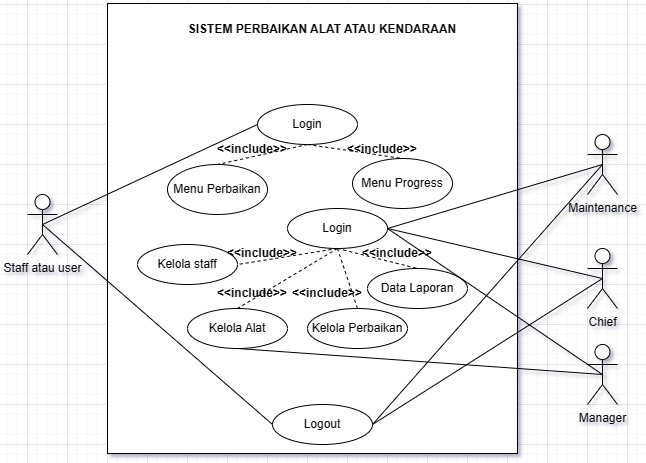 SISTEM PERBAIKAN ALAT ATAU KENDARAAN
Login
<<include>>
<<include>>
Menu Perbaikan
Menu Progress
Maintenance
Login
Staff atau user
Kelola staff
<<include>>
<<include>>
Data Laporan
<<include>>
<<include>>
Kelola Alat
Kelola Perbaikan
Chief
Manager
Logout